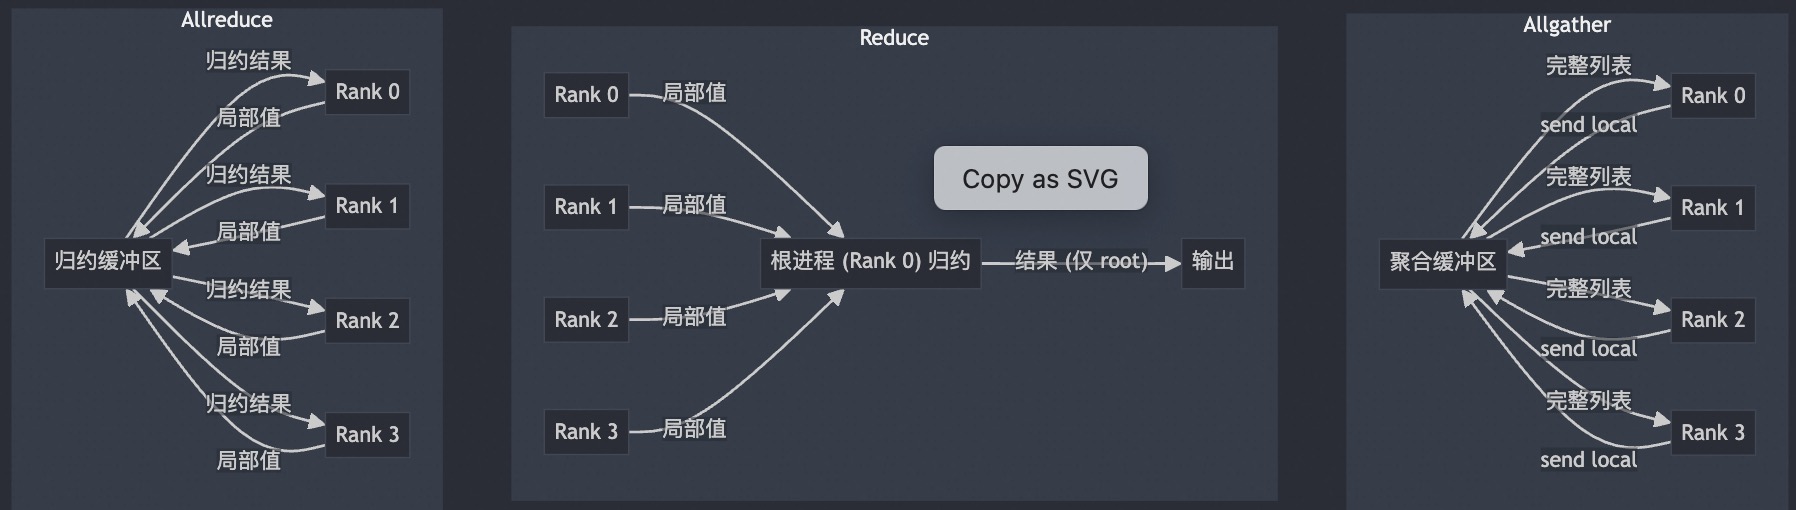 Allreduce
归约结果
Rank 0
局部值
归约结果
Rank 1
局部值
归约缓冲区
归约结果
Rank 2
局部值
归约结果
Rank 3
局部值
Reduce
Rank 0
局部值
Rank 1
局部值
Copy as SVG
根进程 (Rank 0) 归约
结果 (仅 root)
输出
Rank 2
局部值
Rank 3
局部值
Allgather
完整列表
Rank 0
send local
完整列表
Rank 1
send local
聚合缓冲区
完整列表
Rank 2
send local
完整列表
Rank 3
send local